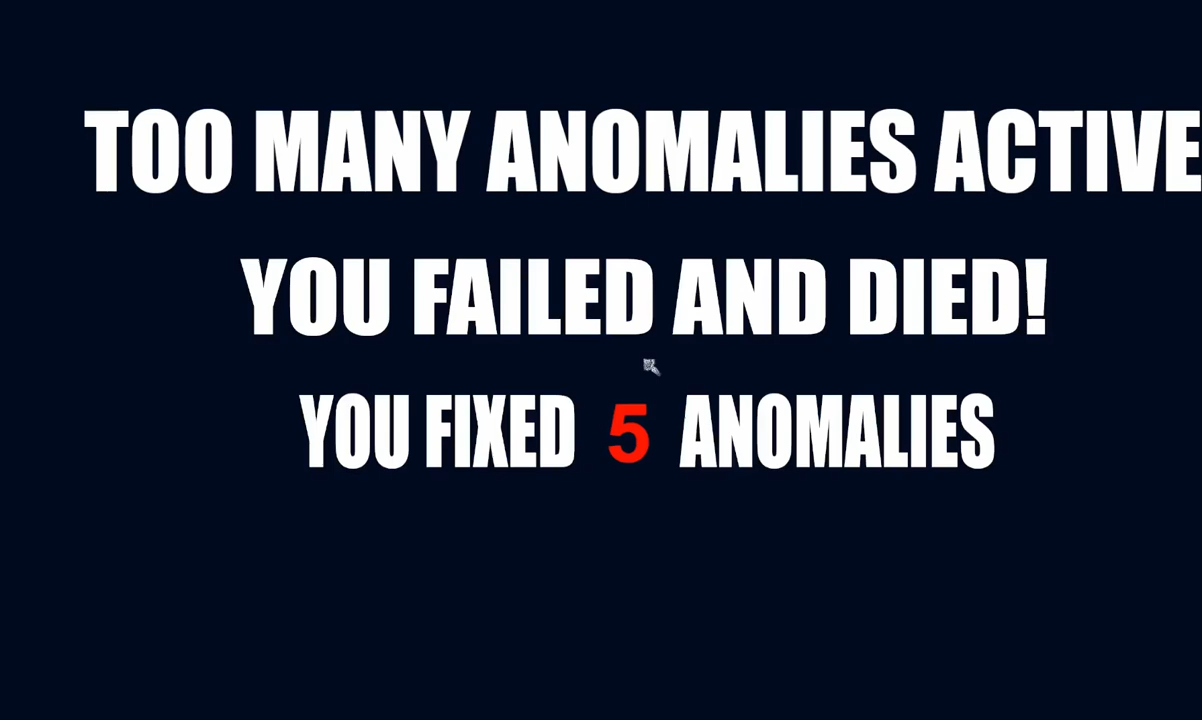 TOO MANY ANOMALIES ACTIVE
YOU FAILED AND DIED!
YOU FIXED 5 ANOMALIES